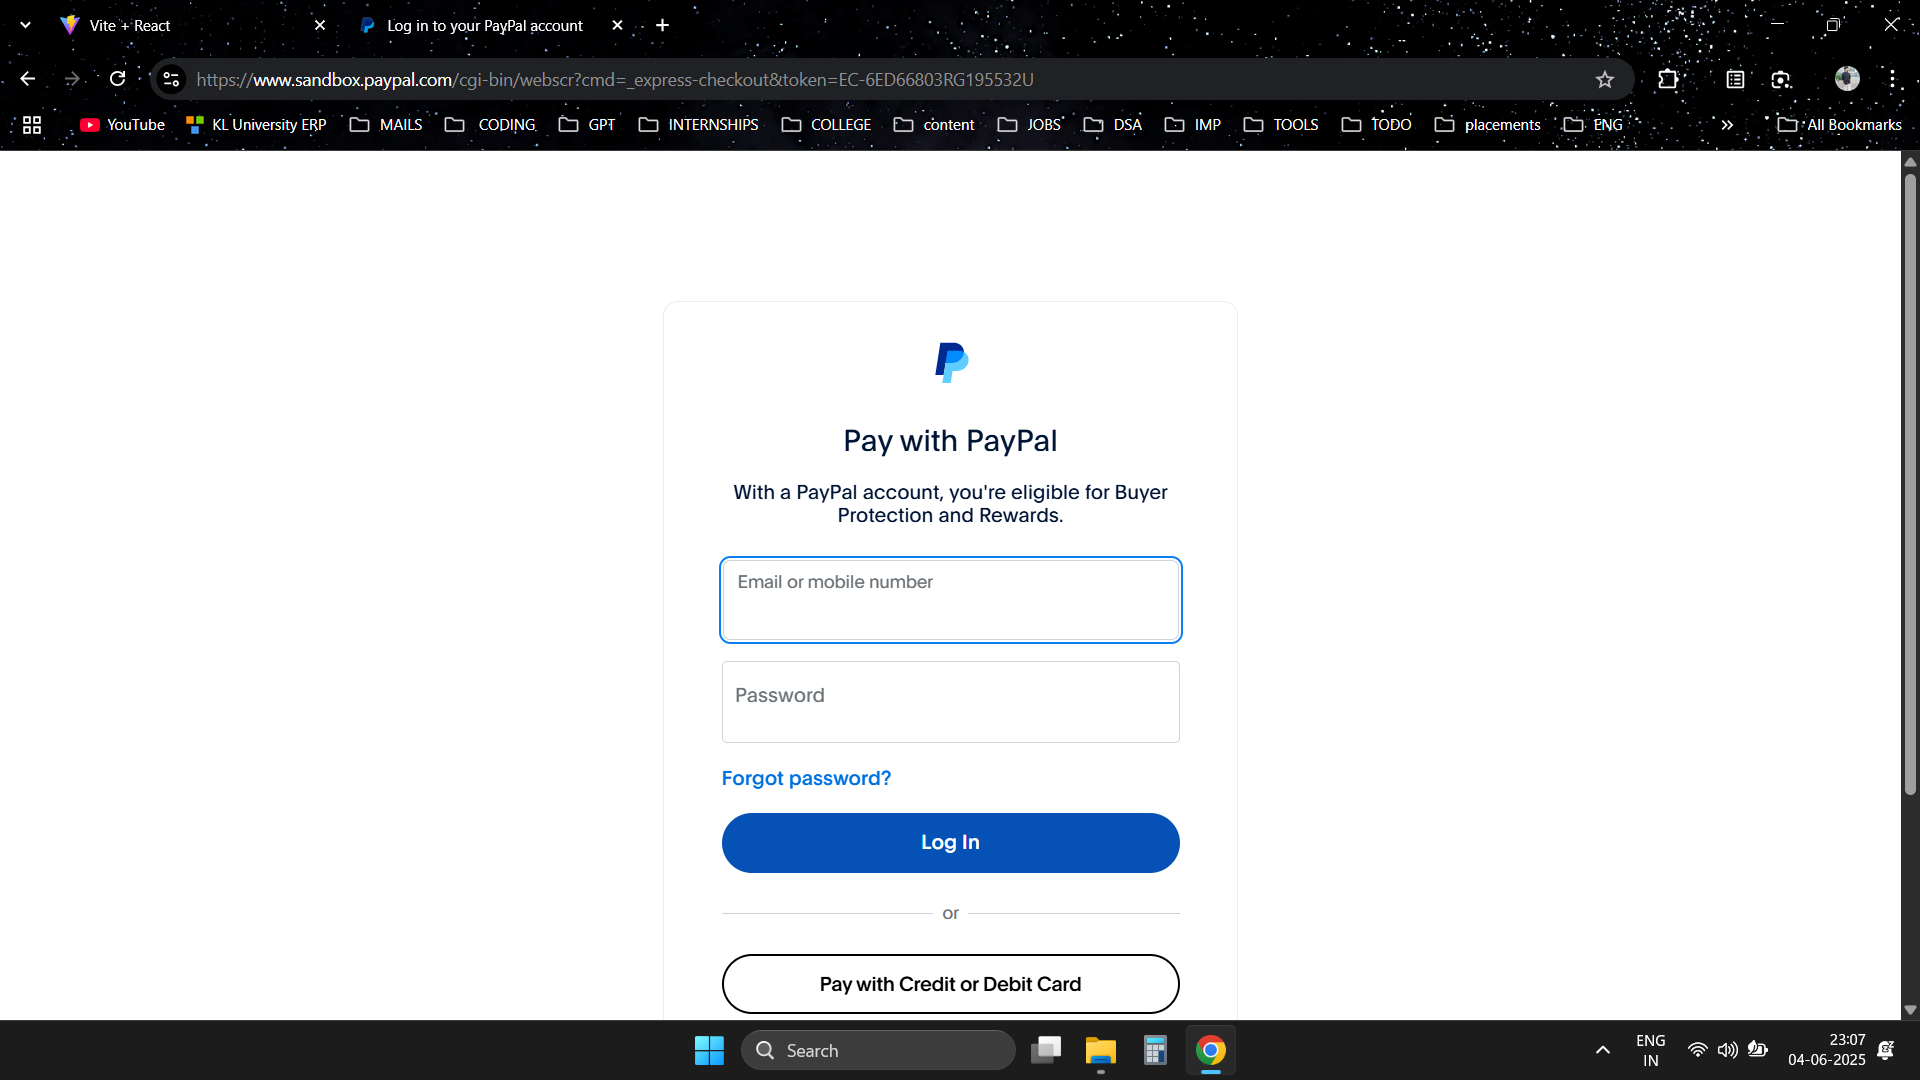 Vite + React
Log in to your PayPal account
https://www.sandbox.paypal.com/cgi-bin/webscr?cmd=_express-checkout&token=EC-6ED66803RG195532U
YouTube KL University ERP MAILS CODING GPT INTERNSHIPS COLLEGE content JOBS DSA IMP TOOLS TODO placements ENG » All Bookmarks
Pay with PayPal
With a PayPal account, you're eligible for Buyer
Protection and Rewards.
Email or mobile number
Password
Forgot password?
Log In
or
Pay with Credit or Debit Card
Search
ENG
IN
23:07
04-06-2025